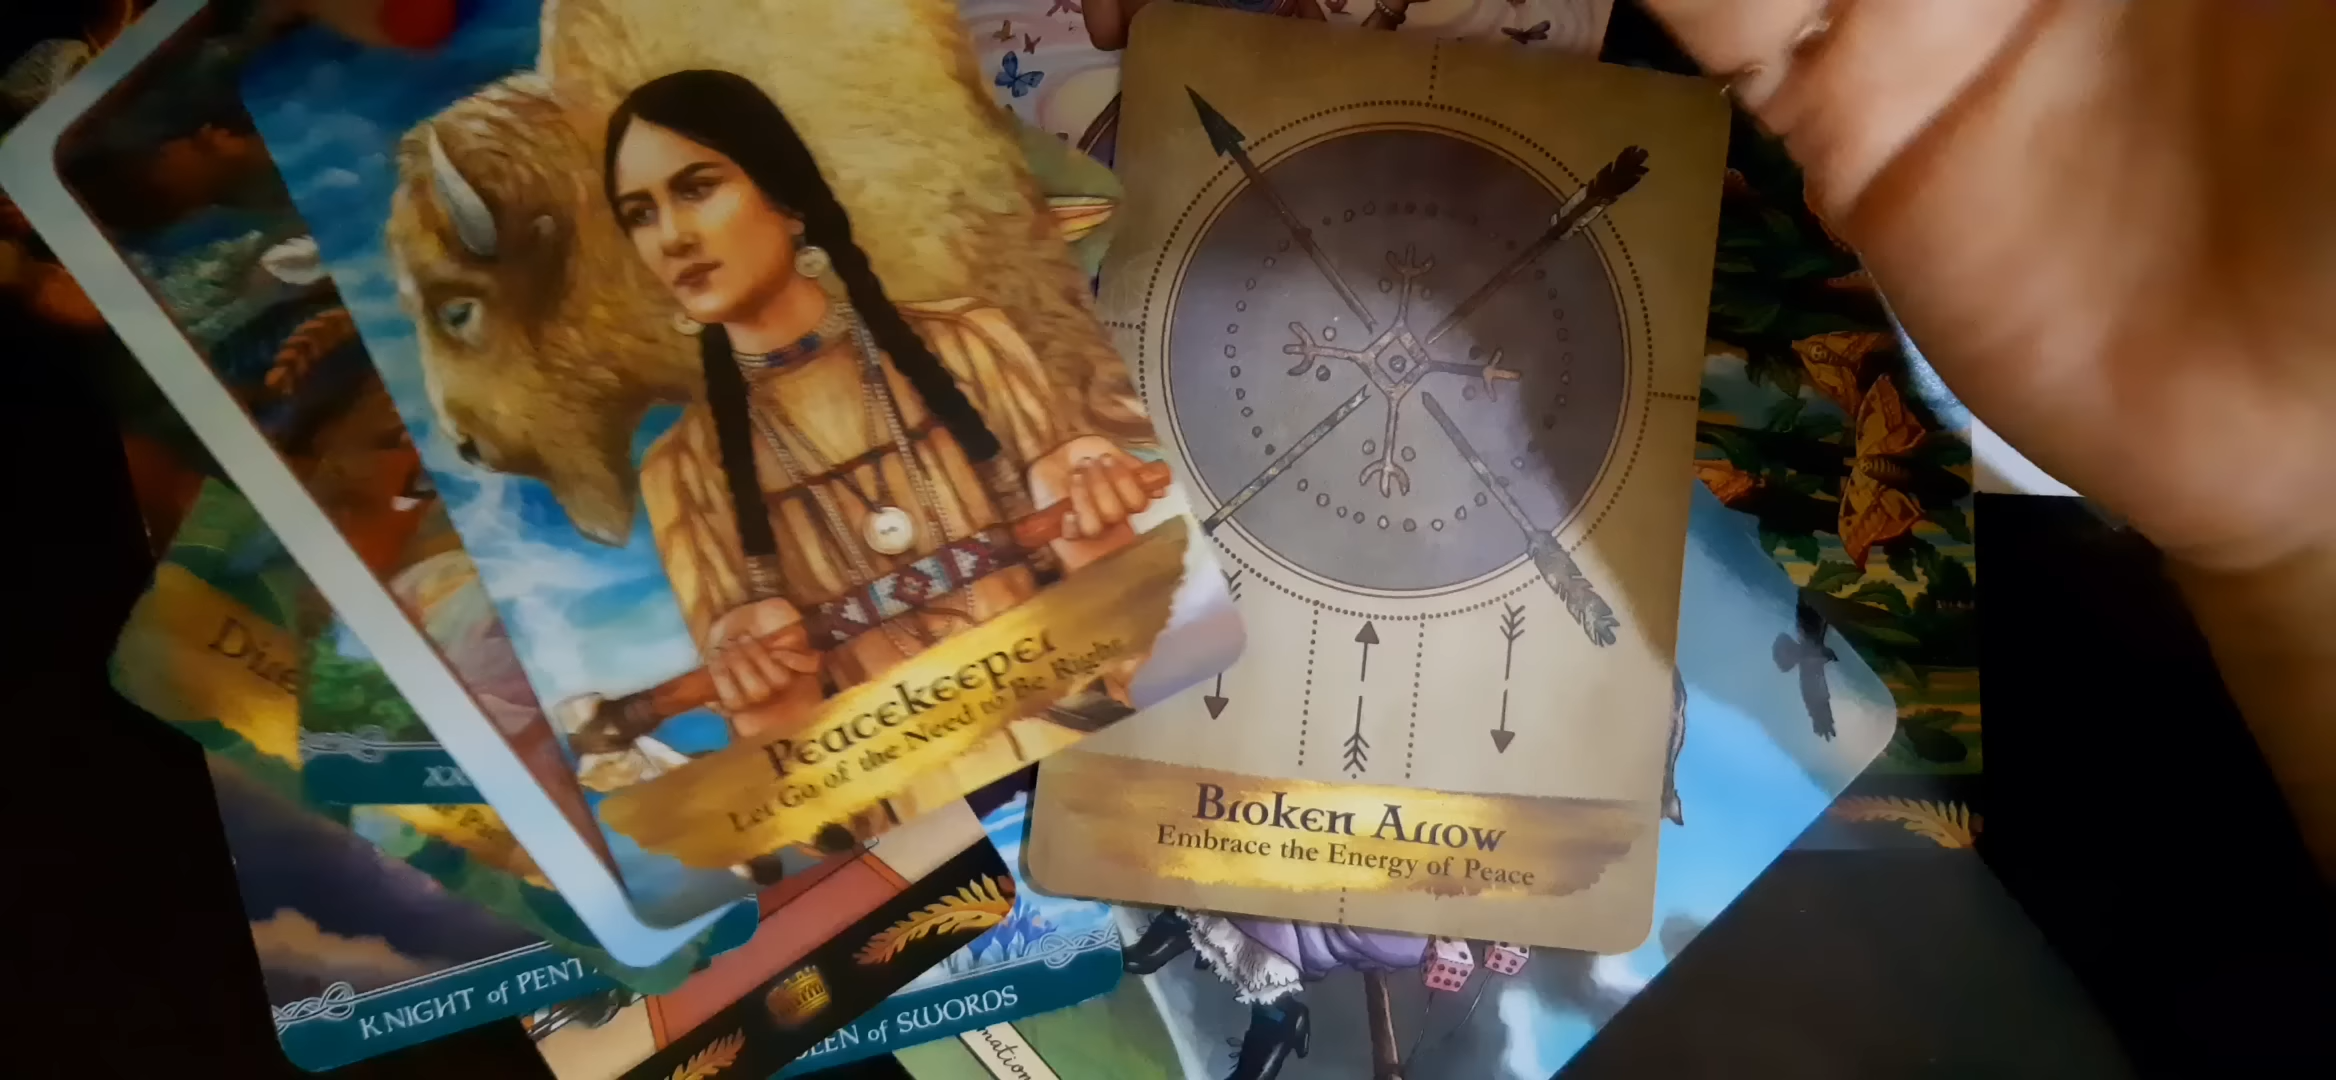 Peacekeeper
Let Go of the Need to Be Right
Broken Arrow
Embrace the Energy of Peace
KNIGHT of PENT
of SWORDS